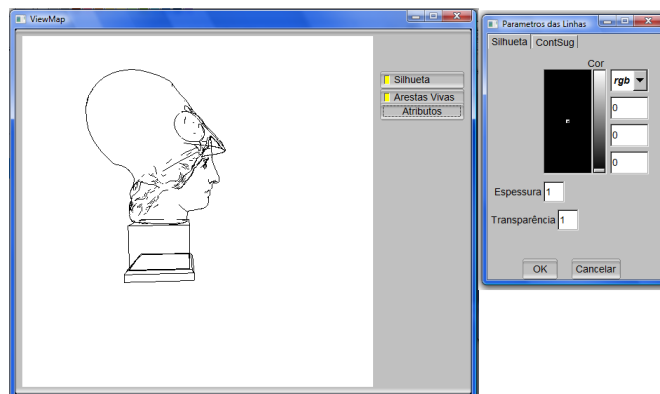 ViewMap
Silhueta
Arestas Vivas
Atributos
Parametros das Linhas
Silhueta ContSug
Cor
rgb
0
0
0
Espessura 1
Transparência 1
OK Cancelar